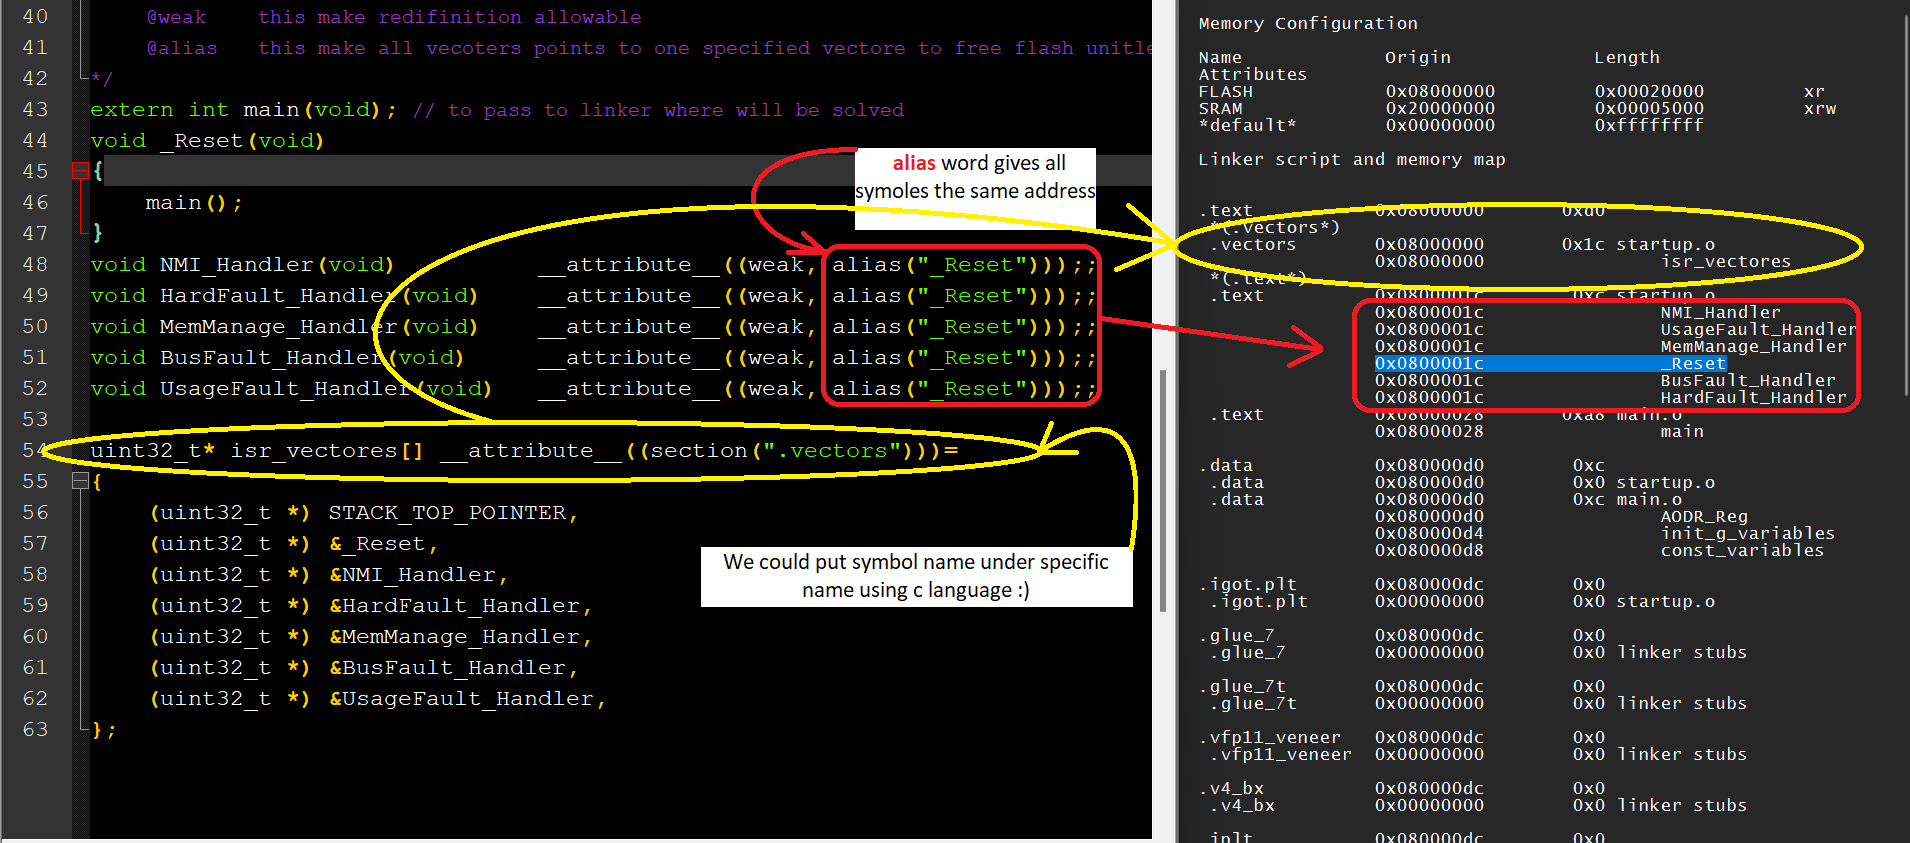 40 @weak this make redifinition allowable
41 @alias this make all vecoters points to one specified vectore to free flash unitle
42 */
43 extern int main(void); // to pass to linker where will be solved
44 void _Reset(void)
45 {
46 main();
47 }
48 void NMI_Handler(void) __attribute__((weak, alias("_Reset")));;
49 void HardFault_Handler(void) __attribute__((weak, alias("_Reset")));;
50 void MemManage_Handler(void) __attribute__((weak, alias("_Reset")));;
51 void BusFault_Handler(void) __attribute__((weak, alias("_Reset")));;
52 void UsageFault_Handler(void) __attribute__((weak, alias("_Reset")));;
53
54 uint32_t* isr_vectores[] __attribute__((section(".vectors")))=
55 {
56 (uint32_t *) STACK_TOP_POINTER,
57 (uint32_t *) &_Reset,
58 (uint32_t *) &NMI_Handler,
59 (uint32_t *) &HardFault_Handler,
60 (uint32_t *) &MemManage_Handler,
61 (uint32_t *) &BusFault_Handler,
62 (uint32_t *) &UsageFault_Handler,
63 };
alias word gives all
symoles the same address
We could put symbol name under specific
name using c language :)
Memory Configuration
Name Origin Length
Attributes
FLASH 0x08000000 0x00020000 xr
SRAM 0x20000000 0x00005000 xrw
*default* 0x00000000 0xffffffff
Linker script and memory map
.text 0x08000000 0xd0
*(.vectors*)
.vectors 0x08000000 0x1c startup.o
0x08000000 isr_vectores
*(.text*)
.text 0x0800001c 0xc startup.o
0x0800001c NMI_Handler
0x0800001c UsageFault_Handler
0x0800001c MemManage_Handler
0x0800001c _Reset
0x0800001c BusFault_Handler
0x0800001c HardFault_Handler
.text 0x08000028 0xa8 main.o
0x08000028 main
.data 0x080000d0 0xc
.data 0x080000d0 0x0 startup.o
.data 0x080000d0 0xc main.o
0x080000d0 AODR_Reg
0x080000d4 init_g_variables
0x080000d8 const_variables
.igot.plt 0x080000dc 0x0
.igot.plt 0x00000000 0x0 startup.o
.glue_7 0x080000dc 0x0
.glue_7 0x00000000 0x0 linker stubs
.glue_7t 0x080000dc 0x0
.glue_7t 0x00000000 0x0 linker stubs
.vfp11_veneer 0x080000dc 0x0
.vfp11_veneer 0x00000000 0x0 linker stubs
.v4_bx 0x080000dc 0x0
.v4_bx 0x00000000 0x0 linker stubs
.iplt 0x080000dc 0x0